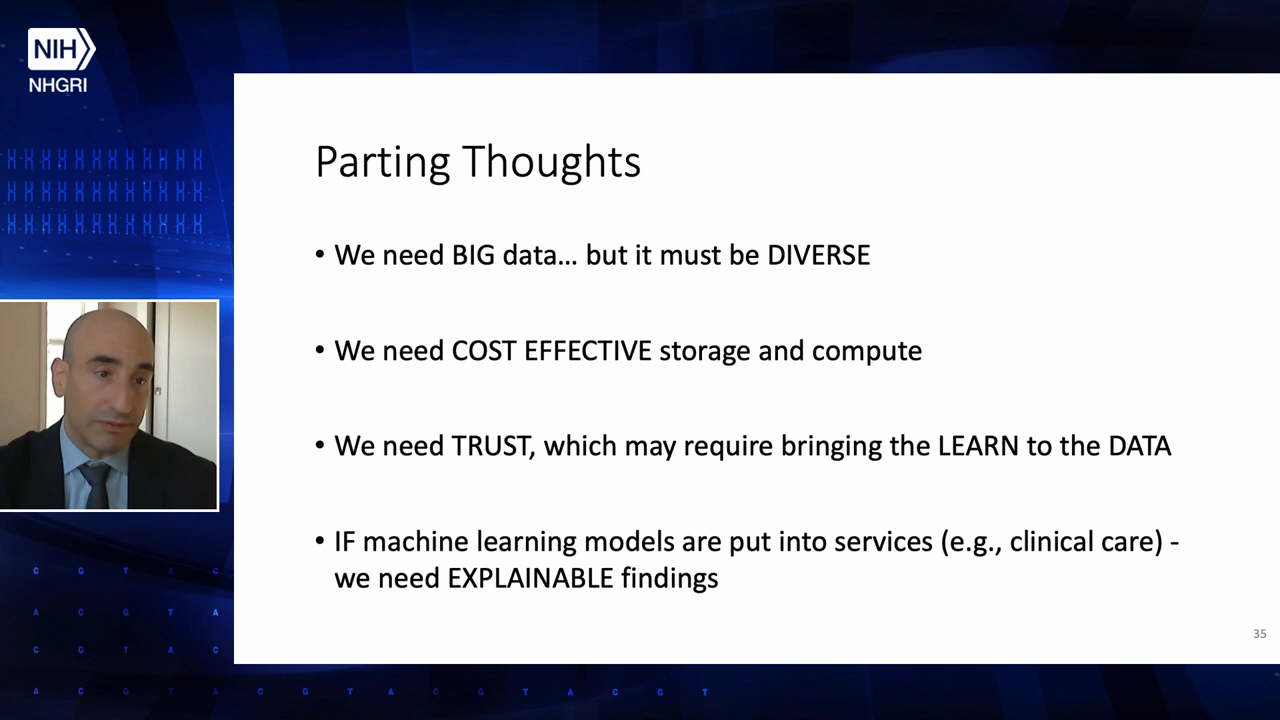 NIH
NHGRI
Parting Thoughts
• We need BIG data... but it must be DIVERSE
• We need COST EFFECTIVE storage and compute
• We need TRUST, which may require bringing the LEARN to the DATA
• IF machine learning models are put into services (e.g., clinical care) -
we need EXPLAINABLE findings
35
C G T A C
A C G T A
C G T A C
A C G T A C G T A C G T A C G T